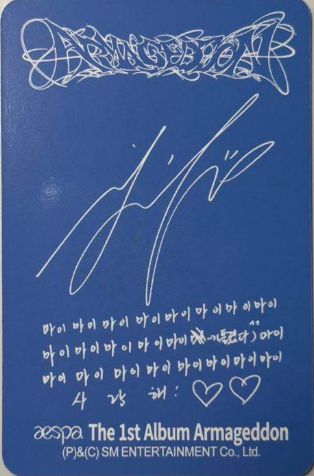 ARMAGEDDON
마이 마이 마이 마이 마이 마이 마이 마이
마이 마이 마이 마이 마이 마이 마이
마이 마이 마이 마이 마이 마이 마이 마이
사랑해! ♡♡
aespa The 1st Album Armageddon
(P)&(C) SM ENTERTAINMENT Co., Ltd.